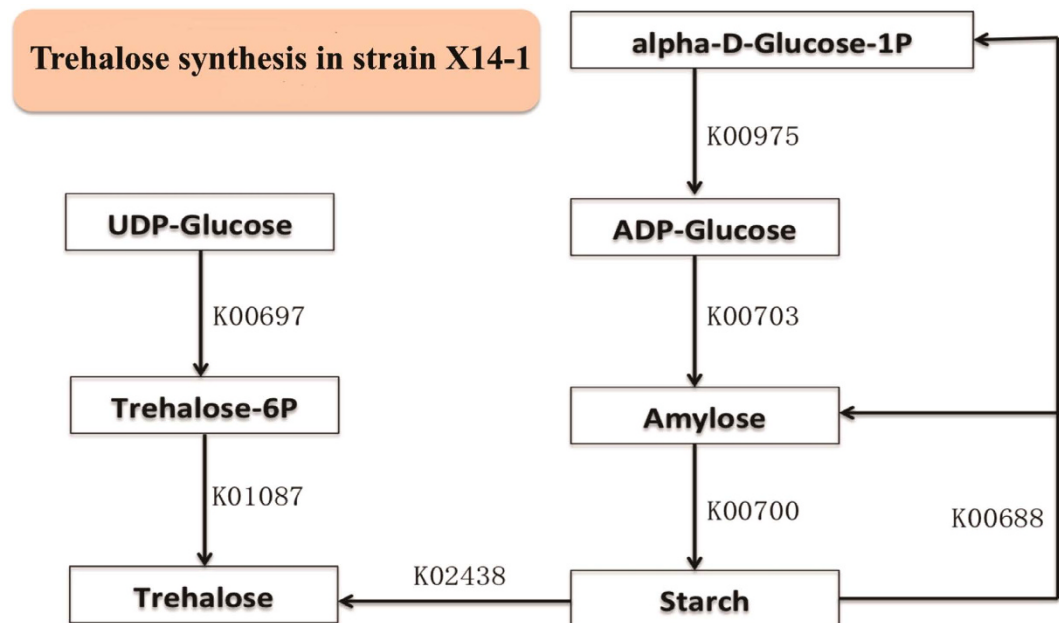 Trehalose synthesis in strain X14-1
alpha-D-Glucose-1P
K00975
UDP-Glucose
ADP-Glucose
K00697
K00703
Trehalose-6P
Amylose
K01087
K00700
K00688
K02438
Trehalose
Starch